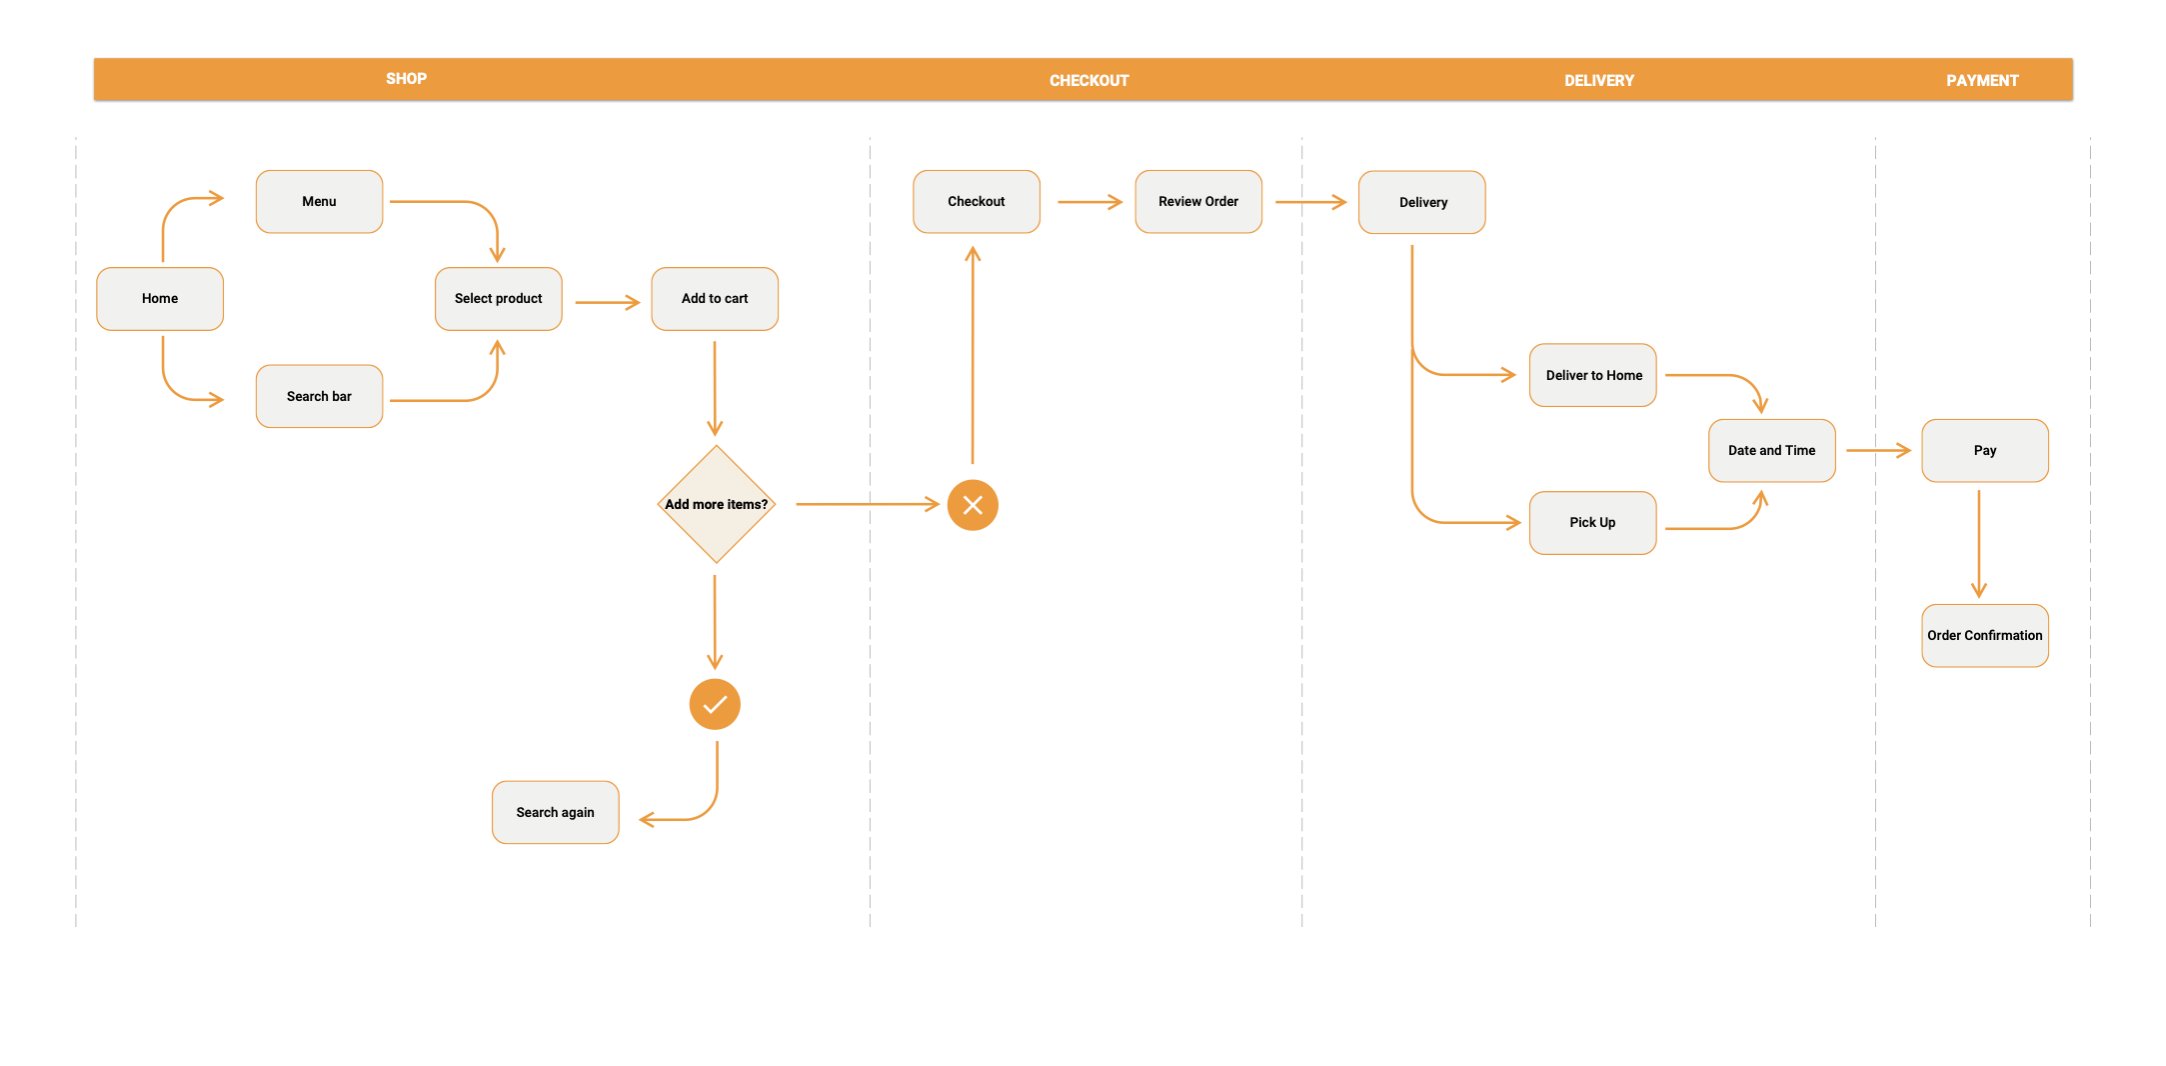 SHOP
CHECKOUT
DELIVERY
PAYMENT
Menu
Home
Search bar
Select product
Add to cart
Add more items?
Search again
Checkout
Review Order
Delivery
Deliver to Home
Pick Up
Date and Time
Pay
Order Confirmation